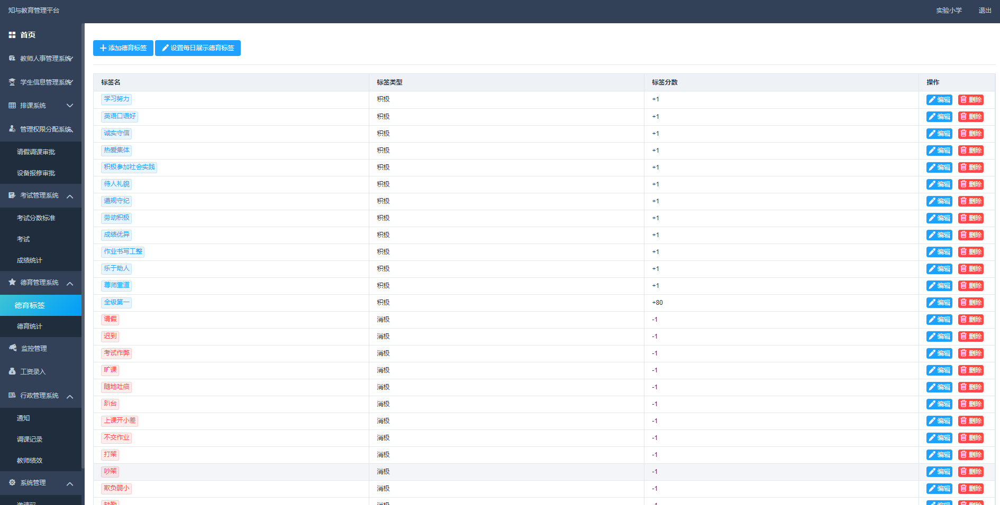 知与教育管理平台
实验小学 退出
首页
教师人事管理系统
学生信息管理系统
排课系统
管理权限分配系统
请假调课审批
设备报修审批
考试管理系统
考试分数标准
考试
成绩统计
德育管理系统
德育标签
德育统计
监控管理
工资录入
行政管理系统
通知
调课记录
教师绩效
系统管理
邀请码
添加德育标签 设置每日展示德育标签
标签名 标签类型 标签分数 操作
学习努力 积极 +1 编辑 删除
英语口语好 积极 +1 编辑 删除
诚实守信 积极 +1 编辑 删除
热爱集体 积极 +1 编辑 删除
积极参加社会实践 积极 +1 编辑 删除
待人礼貌 积极 +1 编辑 删除
遵规守纪 积极 +1 编辑 删除
劳动积极 积极 +1 编辑 删除
成绩优异 积极 +1 编辑 删除
作业书写工整 积极 +1 编辑 删除
乐于助人 积极 +1 编辑 删除
尊师重道 积极 +1 编辑 删除
全级第一 积极 +80 编辑 删除
请假 消极 -1 编辑 删除
迟到 消极 -1 编辑 删除
考试作弊 消极 -1 编辑 删除
旷课 消极 -1 编辑 删除
随地吐痰 消极 -1 编辑 删除
趴台 消极 -1 编辑 删除
上课开小差 消极 -1 编辑 删除
不交作业 消极 -1 编辑 删除
打架 消极 -1 编辑 删除
吵架 消极 -1 编辑 删除
欺负弱小 消极 -1 编辑 删除
缺勤 消极 -1 编辑 删除